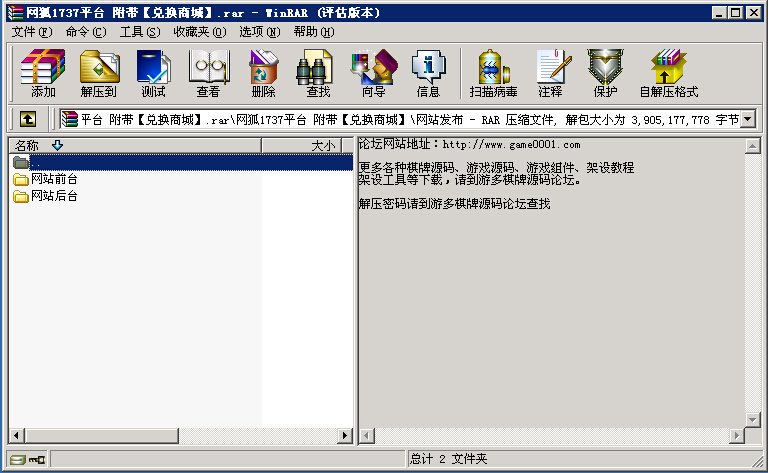 网狐1737平台 附带【兑换商城】.rar - WinRAR (评估版本)
文件(F) 命令(C) 工具(S) 收藏夹(O) 选项(N) 帮助(H)
添加 解压到 测试 查看 删除 查找 向导 信息 扫描病毒 注释 保护 自解压格式
平台 附带【兑换商城】.rar\网狐1737平台 附带【兑换商城】\网站发布 - RAR 压缩文件, 解包大小为 3,905,177,778 字节
名称 大小
..
网站前台
网站后台
论坛网站地址：http://www.game0001.com
更多各种棋牌源码、游戏源码、游戏组件、架设教程
架设工具等下载，请到游多棋牌源码论坛。
解压密码请到游多棋牌源码论坛查找
总计 2 文件夹